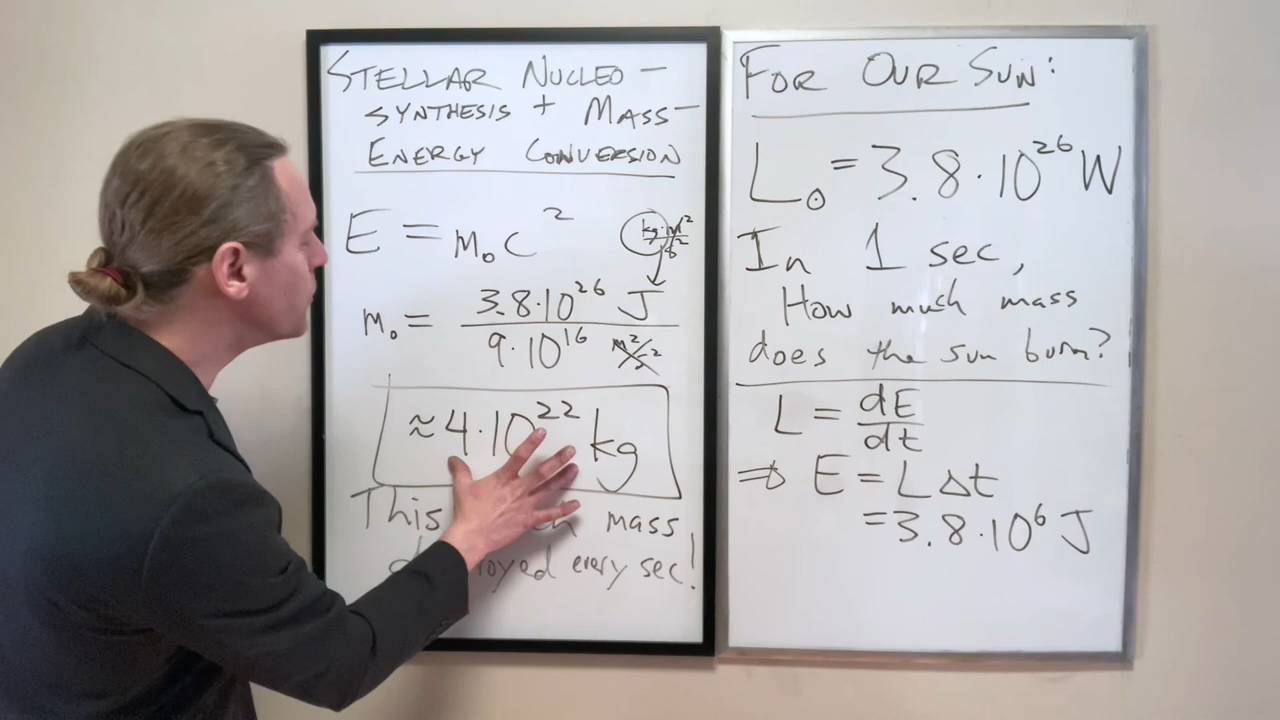 STELLAR NUCLEO-
SYNTHESIS + MASS-
ENERGY CONVERSION
E = m₀c²
kg·m²/s²
m₀ = 3.8·10²⁶ J / 9·10¹⁶ m²/s²
≈ 4·10²² kg
This mass
every sec!
FOR OUR SUN:
L₀ = 3.8·10²⁶ W
In 1 sec,
How much mass
does the sun burn?
L = dE/dt
⇒ E = LΔt
= 3.8·10⁶ J